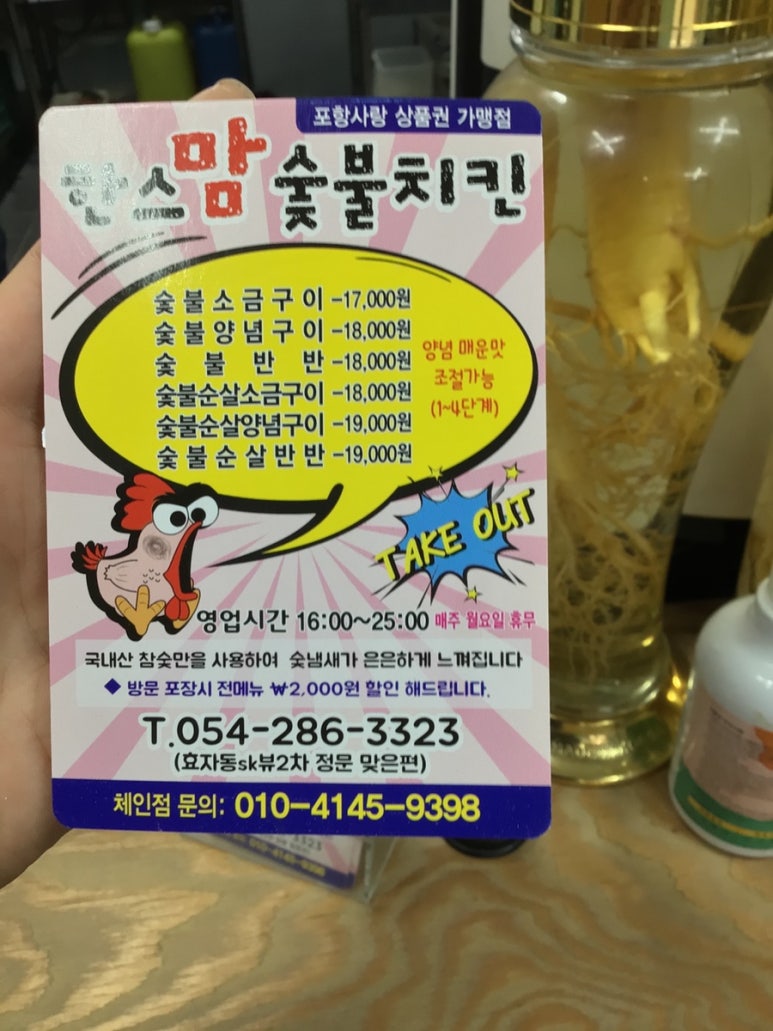 포항사랑 상품권 가맹점
한스맘 숯불치킨
숯불소금구이 -17,000원
숯불양념구이 -18,000원
숯불반반 -18,000원
숯불순살소금구이 -18,000원
숯불순살양념구이 -19,000원
숯불순살반반 -19,000원
양념 매운맛
조절가능
(1~4단계)
TAKE OUT
영업시간 16:00~25:00 매주 월요일 휴무
국내산 참숯만을 사용하여 숯냄새가 은은하게 느껴집니다
◆ 방문 포장시 전메뉴 ₩2,000원 할인 해드립니다.
T.054-286-3323
(효자동sk뷰2차 정문 맞은편)
체인점 문의: 010-4145-9398
3323
010-4145-9398